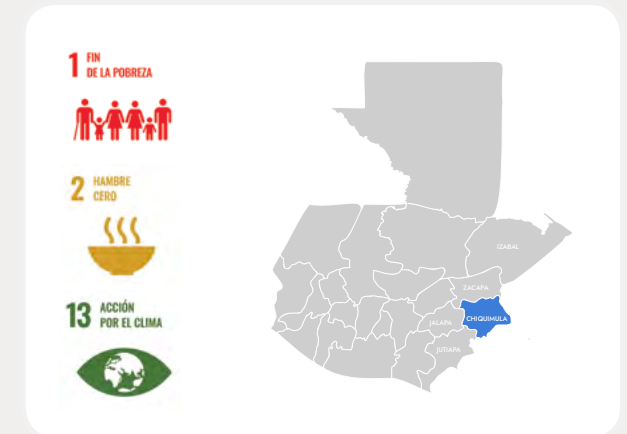 1 FIN
DE LA POBREZA
2 HAMBRE
CERO
13 ACCIÓN
POR EL CLIMA
IZABAL
ZACAPA
CHIQUIMULA
JALAPA
JUTIAPA